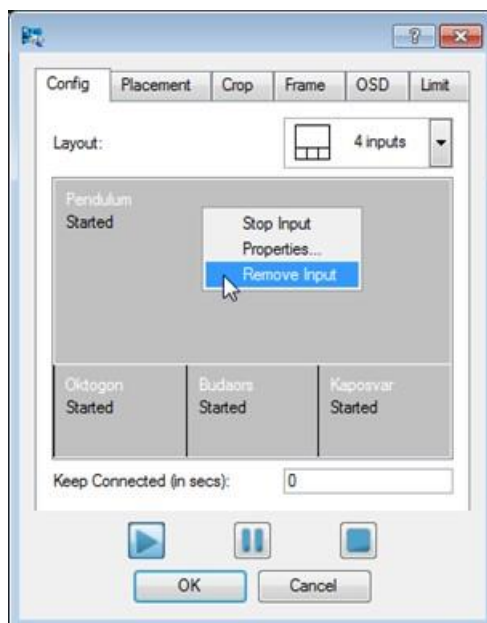 ?
Config Placement Crop Frame OSD Limit
Layout: 4 inputs
Pendulum
Started
Stop Input
Properties...
Remove Input
Oktogon Budaors Kaposvar
Started Started Started
Keep Connected (in secs): 0
OK Cancel